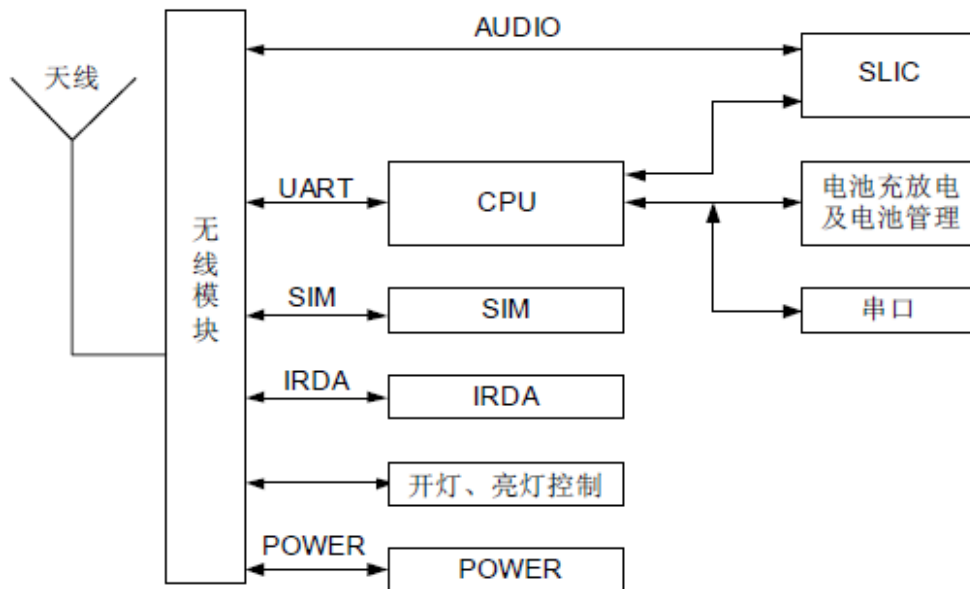 AUDIO
天线
SLIC
UART
CPU
电池充放电
及电池管理
无
线
模
块
SIM
SIM
串口
IRDA
IRDA
开灯、亮灯控制
POWER
POWER